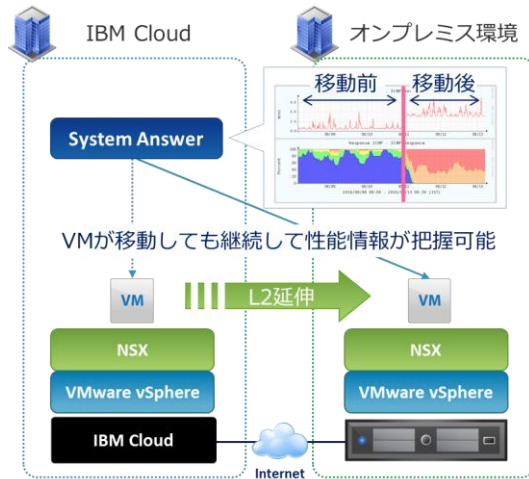 IBM Cloud
オンプレミス環境
移動前
移動後
System Answer
VMが移動しても継続して性能情報が把握可能
VM
L2延伸
VM
NSX
NSX
VMware vSphere
VMware vSphere
IBM Cloud
Internet